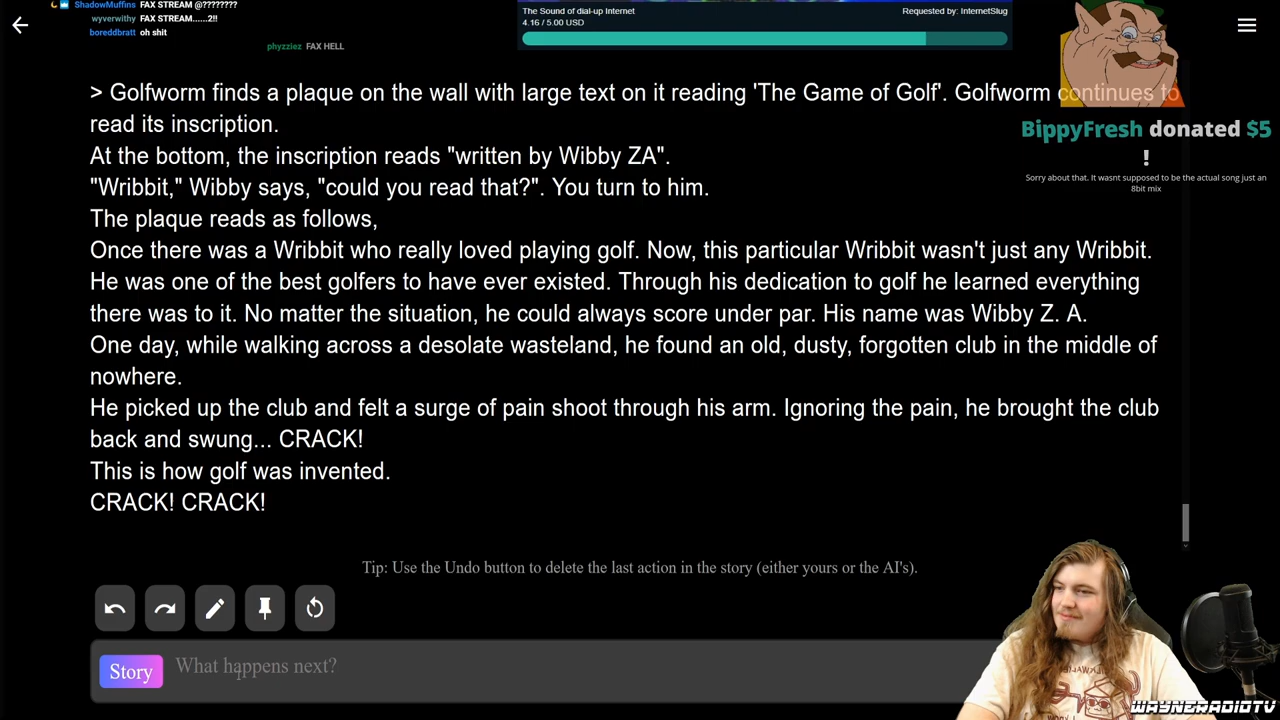 ShadowMuffins FAX STREAM @????????
wyverwithy FAX STREAM......2!!
boreddbratt oh shit
phyzziez FAX HELL
The Sound of dial-up Internet
Requested by: InternetSlug
4.16 / 5.00 USD
BippyFresh donated $5
!
Sorry about that. It wasnt supposed to be the actual song just an
8bit mix
> Golfworm finds a plaque on the wall with large text on it reading 'The Game of Golf'. Golfworm continues to
read its inscription.
At the bottom, the inscription reads "written by Wibby ZA".
"Wribbit," Wibby says, "could you read that?". You turn to him.
The plaque reads as follows,
Once there was a Wribbit who really loved playing golf. Now, this particular Wribbit wasn't just any Wribbit.
He was one of the best golfers to have ever existed. Through his dedication to golf he learned everything
there was to it. No matter the situation, he could always score under par. His name was Wibby Z. A.
One day, while walking across a desolate wasteland, he found an old, dusty, forgotten club in the middle of
nowhere.
He picked up the club and felt a surge of pain shoot through his arm. Ignoring the pain, he brought the club
back and swung... CRACK!
This is how golf was invented.
CRACK! CRACK!
Tip: Use the Undo button to delete the last action in the story (either yours or the AI's).
Story
What happens next?
WAYNERADIOTV